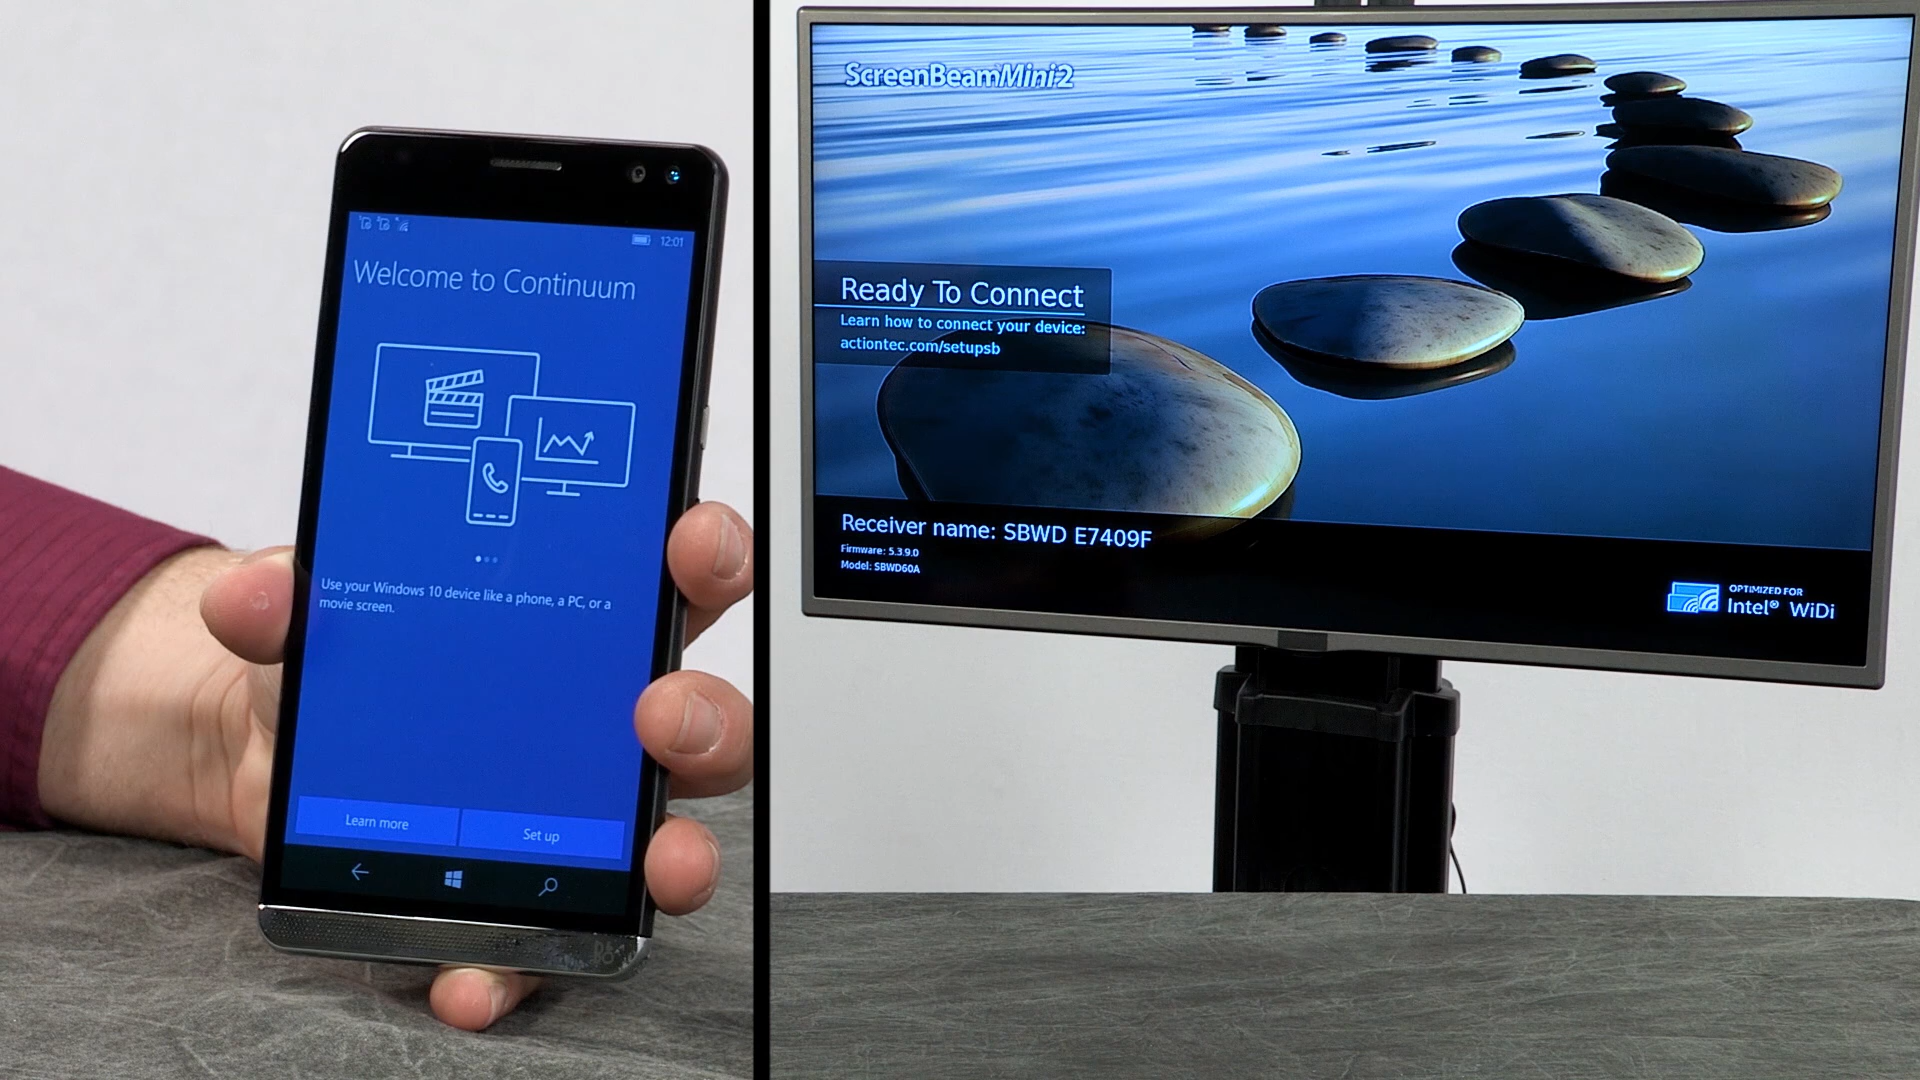 12:01
Welcome to Continuum
Use your Windows 10 device like a phone, a PC, or a
movie screen.
Learn more
Set up
ScreenBeam Mini2
Ready To Connect
Learn how to connect your device:
actiontec.com/setupsb
Receiver name: SBWD E7409F
Firmware: 5.3.9.0
Model: SBWD60A
OPTIMIZED FOR
Intel® WiDi